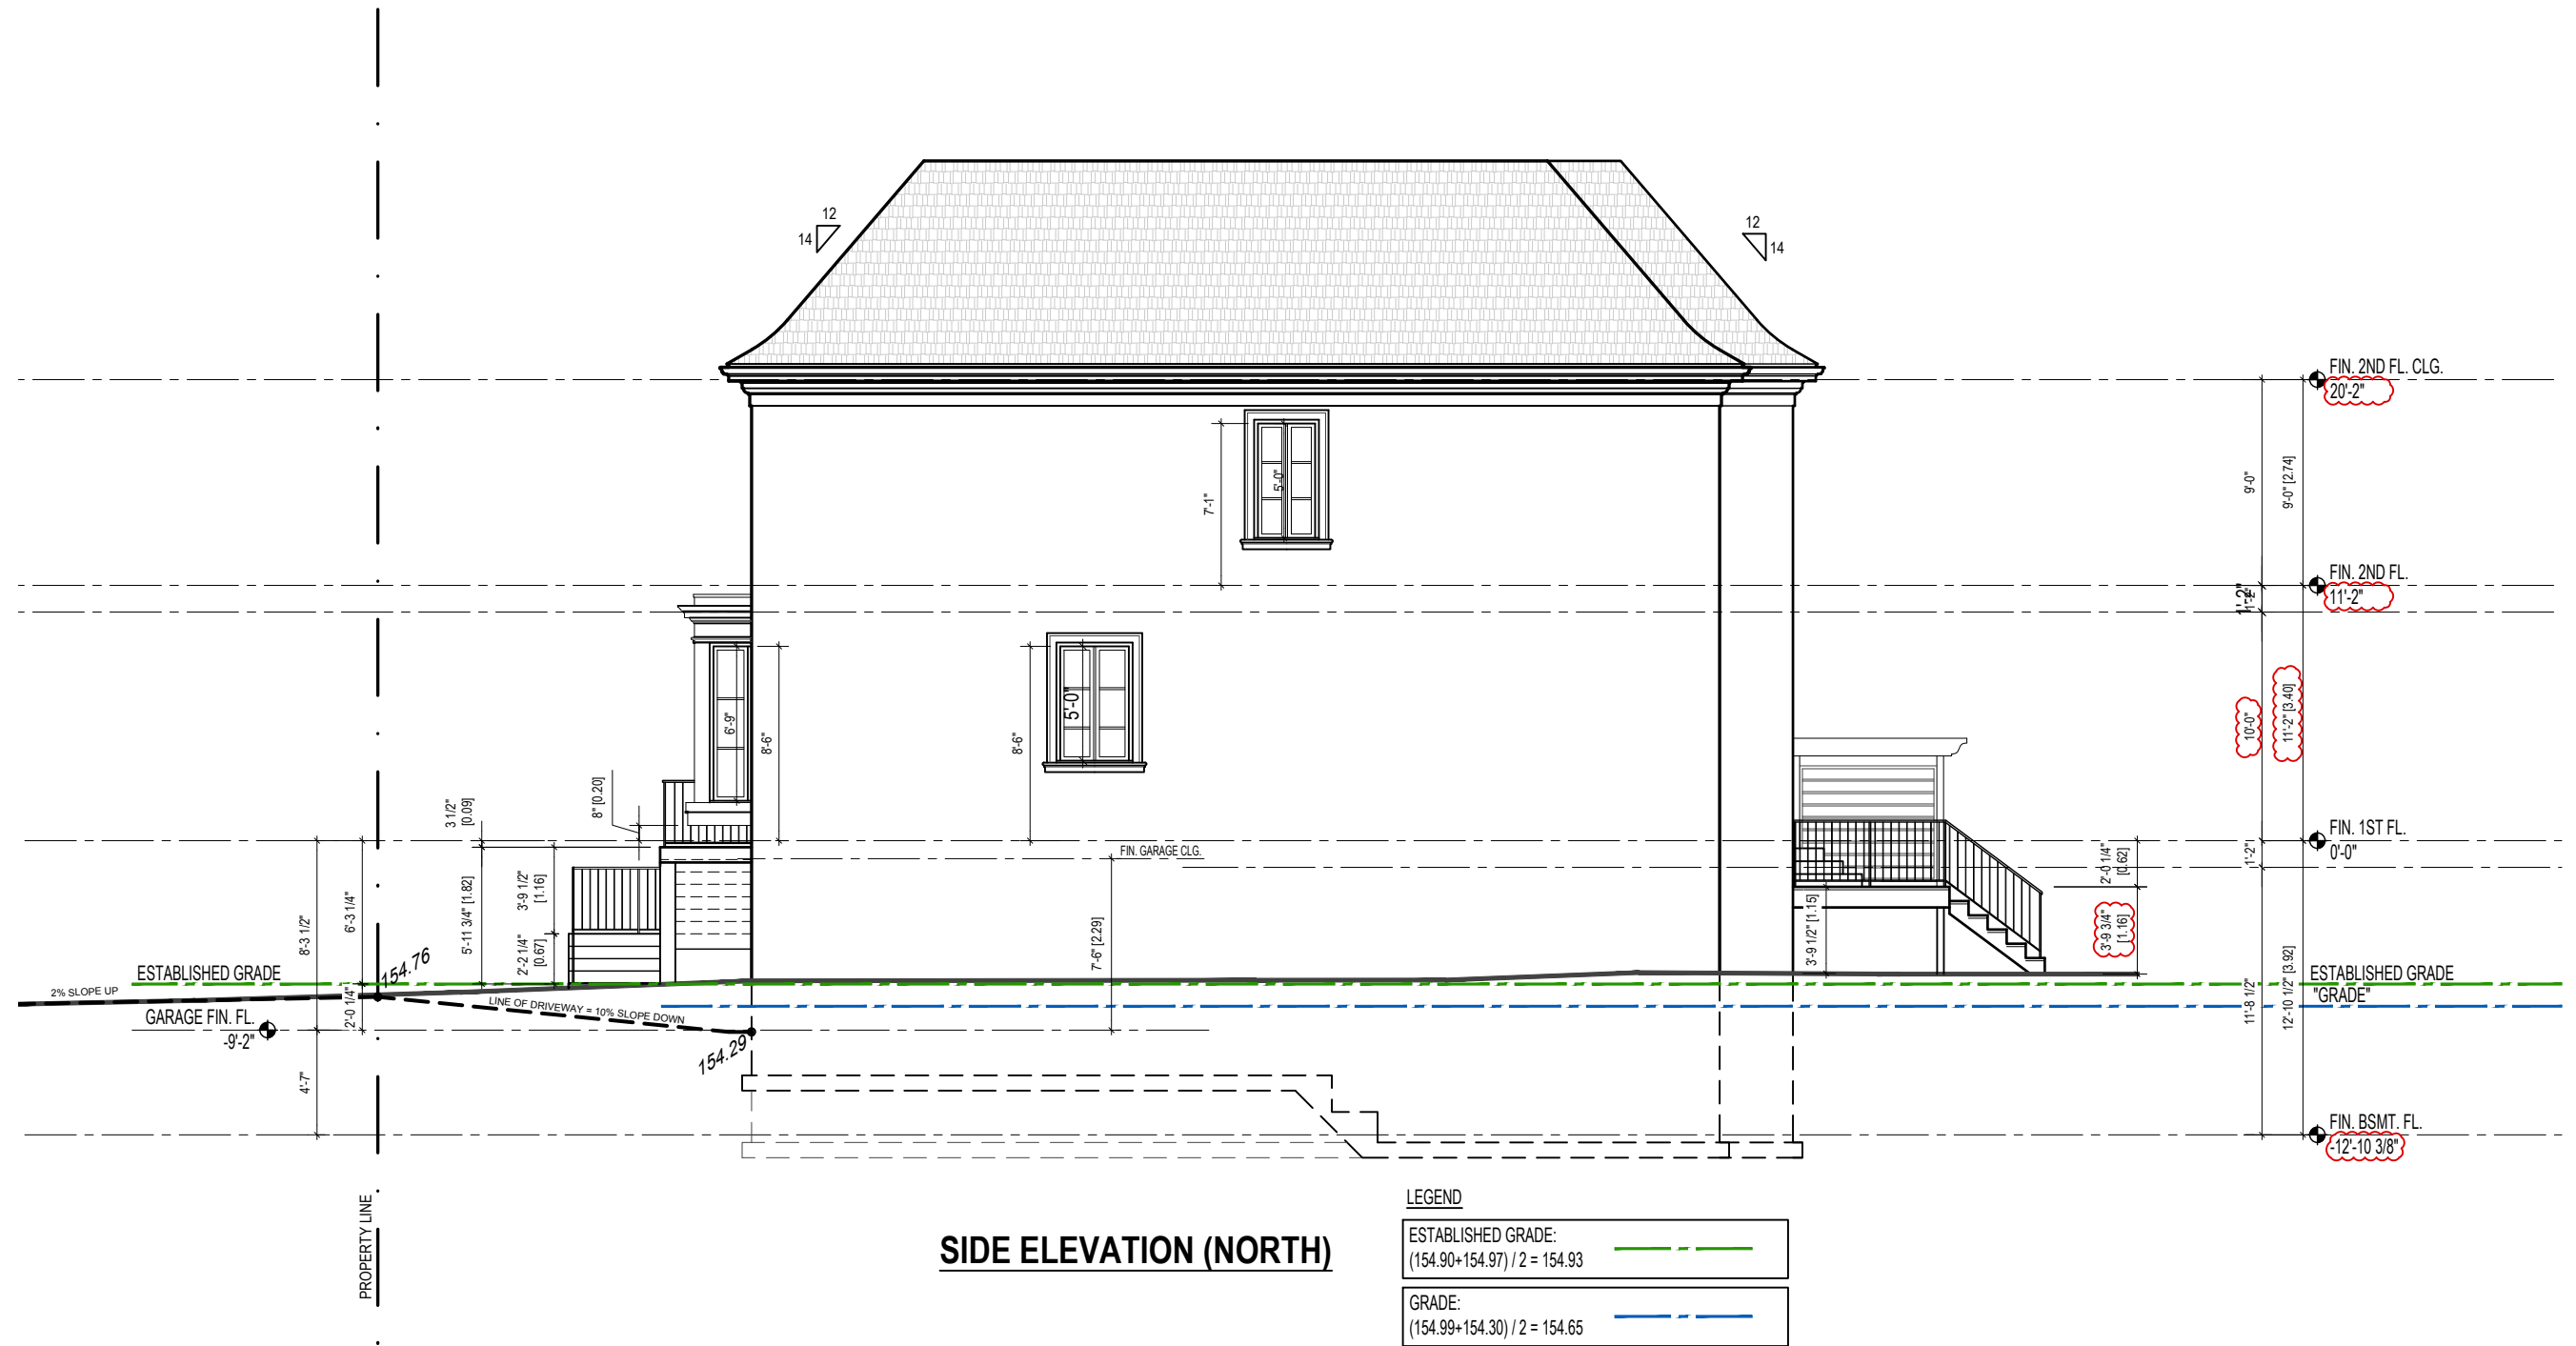 12
14
12
14
FIN. 2ND FL. CLG.
20'-2"
9'-0"
9'-0" [2.74]
7'-1"
5'-0"
FIN. 2ND FL.
11'-2"
1'-2"
1'-2"
6'-9"
8'-6"
8'-6"
5'-0"
10'-0"
11'-2" [3.40]
3 1/2"
[0.09]
8" [0.20]
FIN. 1ST FL.
0'-0"
FIN. GARAGE CLG.
1'-2"
2'-0 1/4"
[0.62]
8'-3 1/2"
6'-3 1/4"
5'-11 3/4" [1.82]
3'-9 1/2"
[1.16]
2'-2 1/4"
[0.67]
7'-6" [2.29]
3'-9 1/2" [1.15]
3'-9 3/4"
[1.16]
154.76
ESTABLISHED GRADE
2% SLOPE UP
LINE OF DRIVEWAY = 10% SLOPE DOWN
2'-0 1/4"
GARAGE FIN. FL.
-9'-2"
154.29
4'-7"
ESTABLISHED GRADE
"GRADE"
11'-8 1/2"
12'-10 1/2" [3.92]
FIN. BSMT. FL.
-12'-10 3/8"
PROPERTY LINE
SIDE ELEVATION (NORTH)
LEGEND
ESTABLISHED GRADE:
(154.90+154.97) / 2 = 154.93
GRADE:
(154.99+154.30) / 2 = 154.65